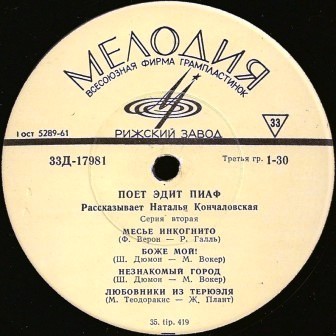 МЕЛОДИЯ
ВСЕСОЮЗНАЯ ФИРМА ГРАМПЛАСТИНОК
Гост 5289-61
РИЖСКИЙ ЗАВОД
33
33Д-17981
Третья гр. 1-30
ПОЕТ ЭДИТ ПИАФ
Рассказывает Наталья Кончаловская
Серия вторая
МЕСЬЕ ИНКОГНИТО
(Ф. Верон — Р. Галль)
БОЖЕ МОЙ!
(Ш. Дюмон — М. Вокер)
НЕЗНАКОМЫЙ ГОРОД
(Ш. Дюмон — М. Вокер)
ЛЮБОВНИКИ ИЗ ТЕРЮЭЛЯ
(М. Теодоракис — Ж. Плант)
35. tip. 419